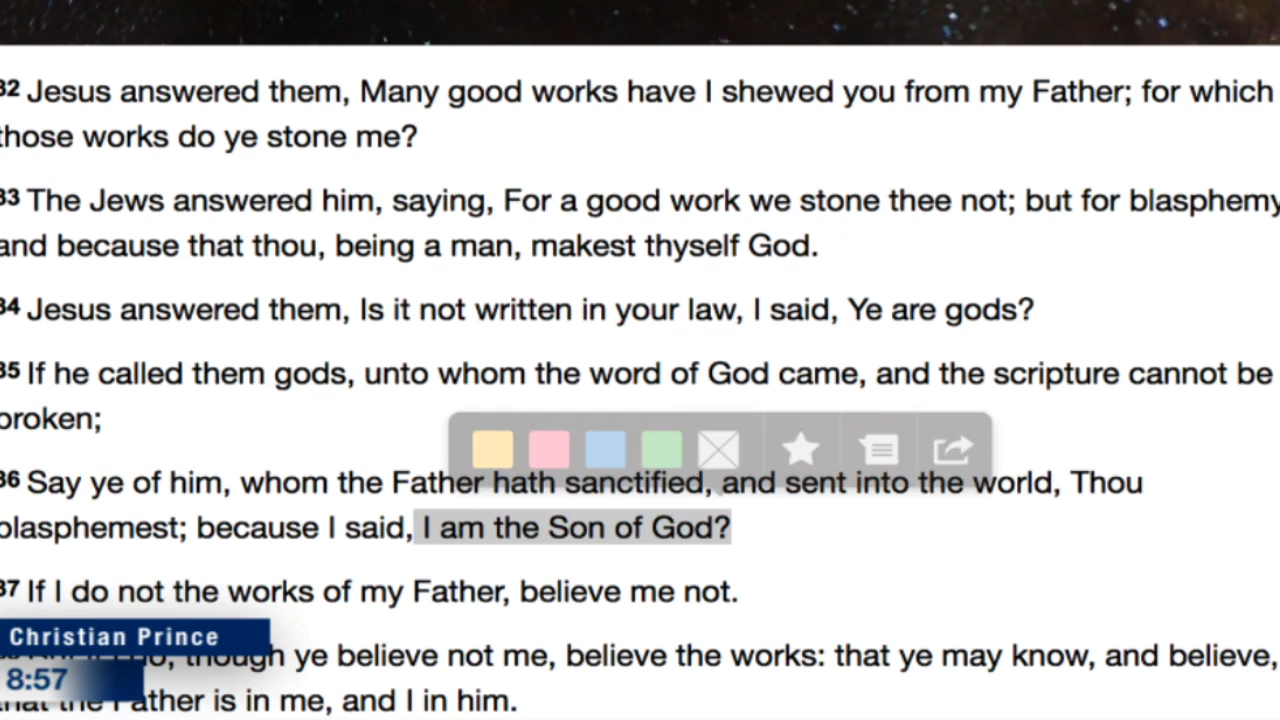 32 Jesus answered them, Many good works have I shewed you from my Father; for which
those works do ye stone me?
33 The Jews answered him, saying, For a good work we stone thee not; but for blasphemy
and because that thou, being a man, makest thyself God.
34 Jesus answered them, Is it not written in your law, I said, Ye are gods?
35 If he called them gods, unto whom the word of God came, and the scripture cannot be
broken;
36 Say ye of him, whom the Father hath sanctified, and sent into the world, Thou
blasphemest; because I said, I am the Son of God?
37 If I do not the works of my Father, believe me not.
Christian Prince
though ye believe not me, believe the works: that ye may know, and believe,
8:57
that the Father is in me, and I in him.